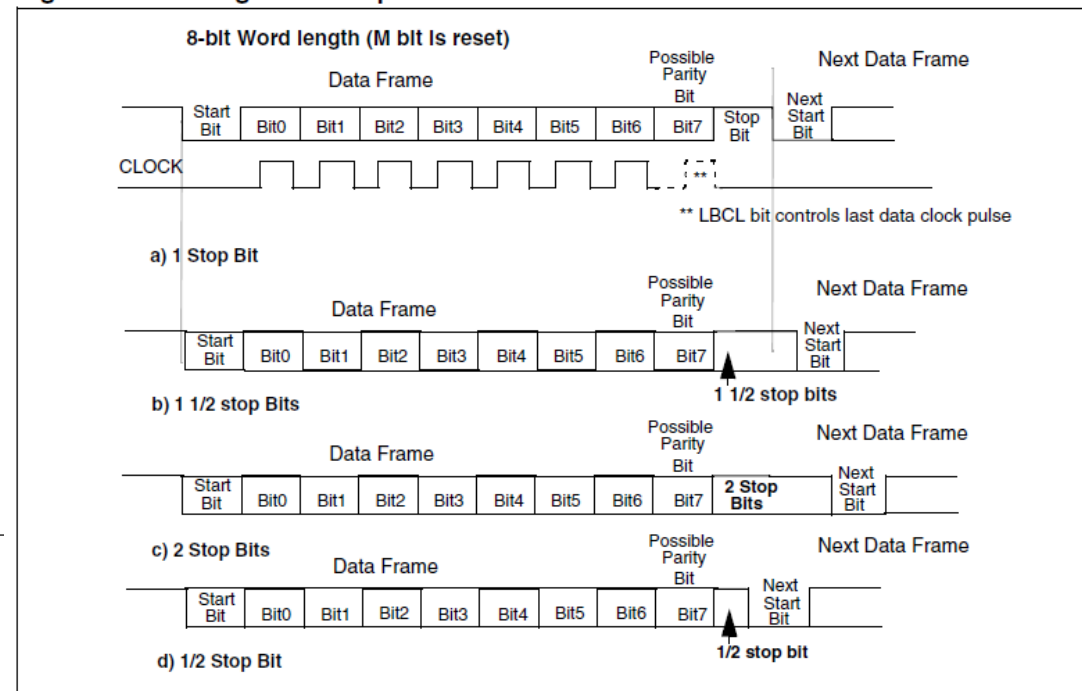 8-bit Word length (M bit is reset)
Possible
Parity
Bit
Next Data Frame
Data Frame
Next
Start
Bit
Start
Bit
Bit0 Bit1 Bit2 Bit3 Bit4 Bit5 Bit6 Bit7
Stop
Bit
CLOCK
**
** LBCL bit controls last data clock pulse
a) 1 Stop Bit
Possible
Parity
Bit
Next Data Frame
Data Frame
Next
Start
Bit
Start
Bit
Bit0 Bit1 Bit2 Bit3 Bit4 Bit5 Bit6 Bit7
1 1/2 stop bits
b) 1 1/2 stop Bits
Possible
Parity
Bit
Next Data Frame
Data Frame
Next
Start
Bit
Start
Bit
Bit0 Bit1 Bit2 Bit3 Bit4 Bit5 Bit6 Bit7
2 Stop
Bits
c) 2 Stop Bits
Possible
Parity
Bit
Next Data Frame
Data Frame
Next
Start
Bit
Start
Bit
Bit0 Bit1 Bit2 Bit3 Bit4 Bit5 Bit6 Bit7
1/2 stop bit
d) 1/2 Stop Bit